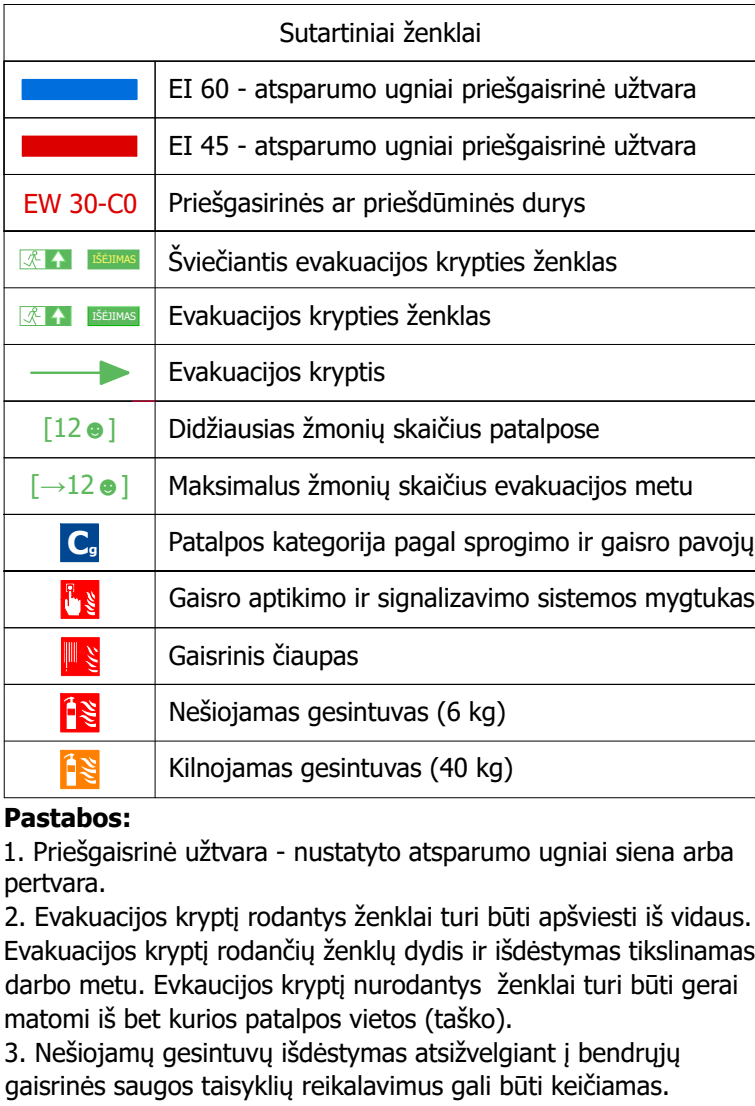 Sutartiniai ženklai
EI 60 - atsparumo ugniai priešgaisrinė užtvara
EI 45 - atsparumo ugniai priešgaisrinė užtvara
EW 30-C0 Priešgasirinės ar priešdūminės durys
IŠĖJIMAS Šviečiantis evakuacijos krypties ženklas
IŠĖJIMAS Evakuacijos krypties ženklas
Evakuacijos kryptis
[12☻] Didžiausias žmonių skaičius patalpose
[→12☻] Maksimalus žmonių skaičius evakuacijos metu
Cg Patalpos kategorija pagal sprogimo ir gaisro pavojų
Gaisro aptikimo ir signalizavimo sistemos mygtukas
Gaisrinis čiaupas
Nešiojamas gesintuvas (6 kg)
Kilnojamas gesintuvas (40 kg)
Pastabos:
1. Priešgaisrinė užtvara - nustatyto atsparumo ugniai siena arba
pertvara.
2. Evakuacijos kryptį rodantys ženklai turi būti apšviesti iš vidaus.
Evakuacijos kryptį rodančių ženklų dydis ir išdėstymas tikslinamas
darbo metu. Evkaucijos kryptį nurodantys ženklai turi būti gerai
matomi iš bet kurios patalpos vietos (taško).
3. Nešiojamų gesintuvų išdėstymas atsižvelgiant į bendrųjų
gaisrinės saugos taisyklių reikalavimus gali būti keičiamas.